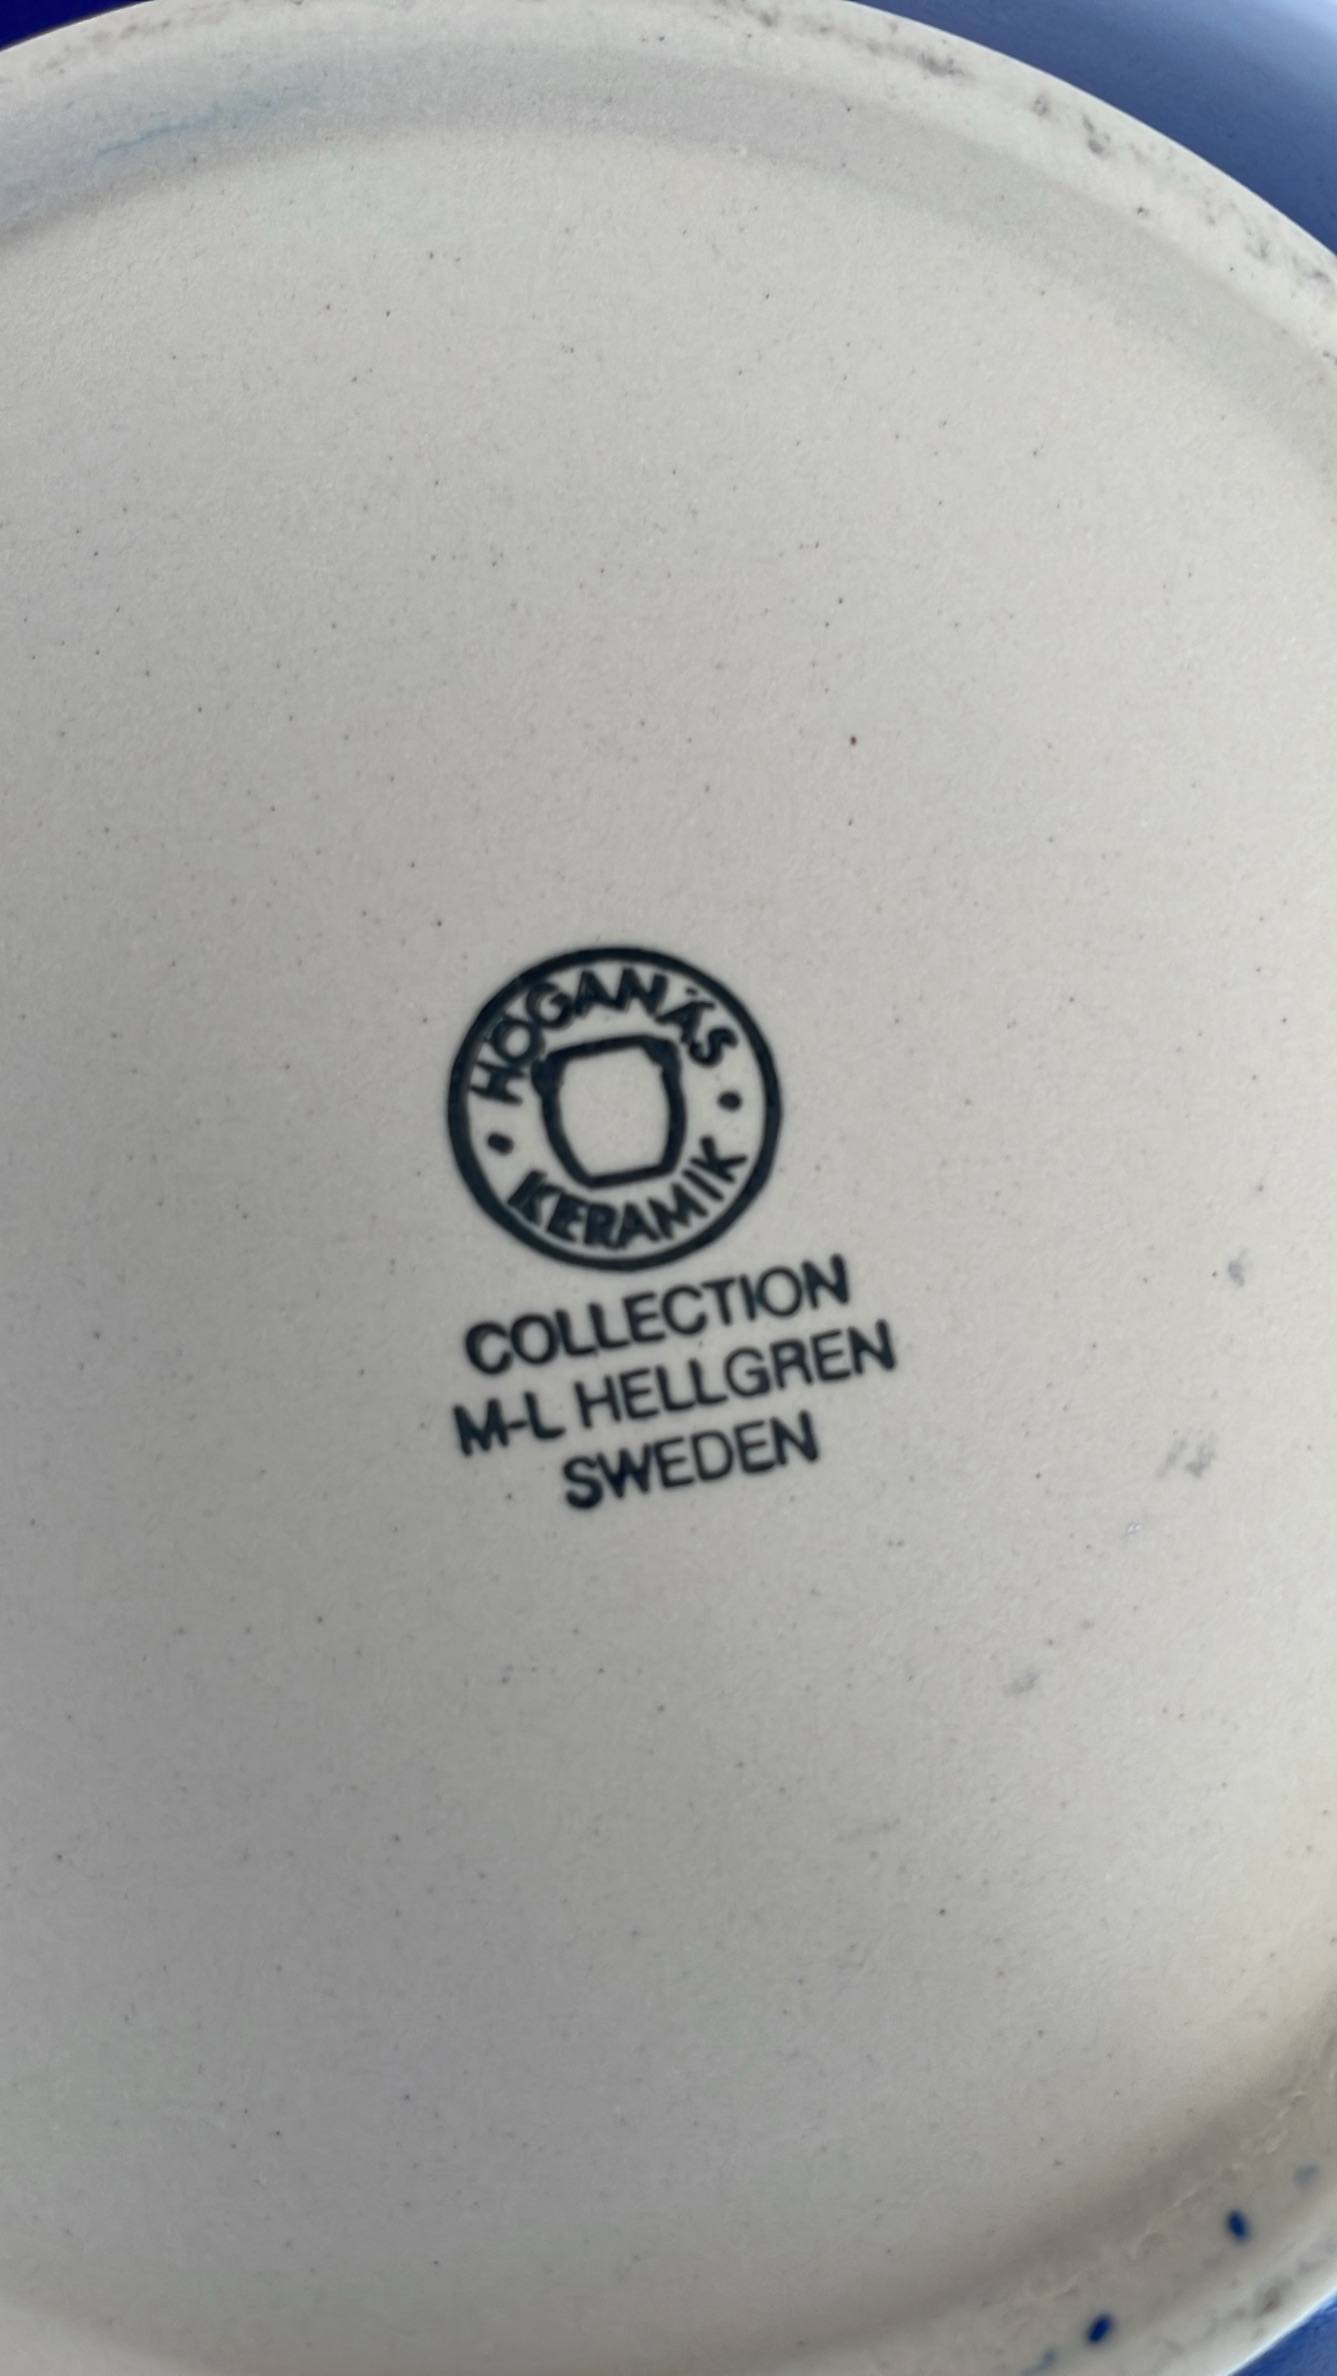 HÖGANÄS
KERAMIK
COLLECTION
M-L HELLGREN
SWEDEN